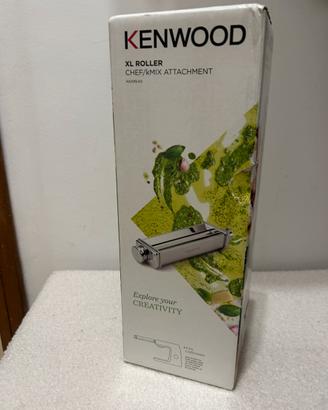 KENWOOD
XL ROLLER
CHEF/kMIX ATTACHMENT
Explore your
CREATIVITY